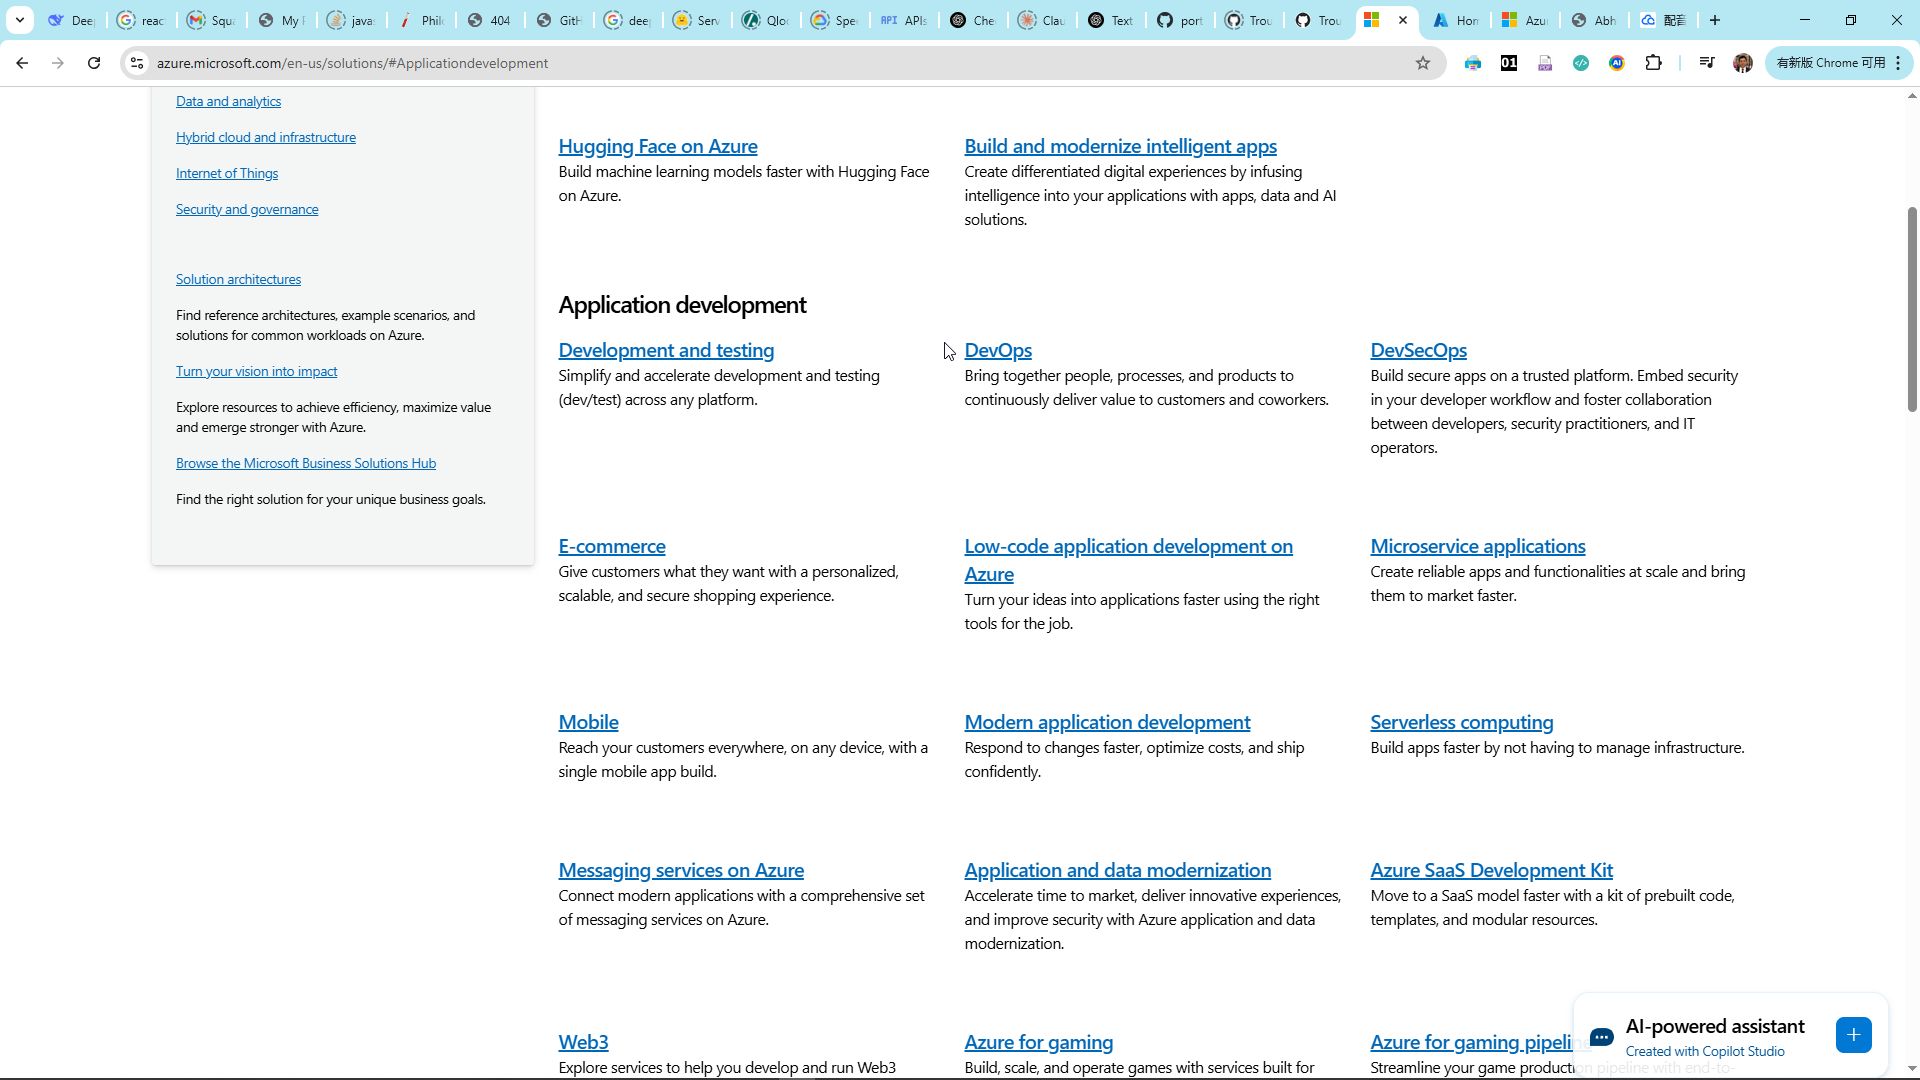 Deep
reac
Squa
My P
javas
Philo
404
GitH
deep
Serv
Qloo
Spee
API
APIs
Chec
Clau
Text
port
Trou
Trou
Hom
Azu
Abh
配音
azure.microsoft.com/en-us/solutions/#Applicationdevelopment
01
AI
有新版 Chrome 可用
Data and analytics
Hybrid cloud and infrastructure
Internet of Things
Security and governance
Solution architectures
Find reference architectures, example scenarios, and
solutions for common workloads on Azure.
Turn your vision into impact
Explore resources to achieve efficiency, maximize value
and emerge stronger with Azure.
Browse the Microsoft Business Solutions Hub
Find the right solution for your unique business goals.
Hugging Face on Azure
Build machine learning models faster with Hugging Face
on Azure.
Build and modernize intelligent apps
Create differentiated digital experiences by infusing
intelligence into your applications with apps, data and AI
solutions.
Application development
Development and testing
Simplify and accelerate development and testing
(dev/test) across any platform.
DevOps
Bring together people, processes, and products to
continuously deliver value to customers and coworkers.
DevSecOps
Build secure apps on a trusted platform. Embed security
in your developer workflow and foster collaboration
between developers, security practitioners, and IT
operators.
E-commerce
Give customers what they want with a personalized,
scalable, and secure shopping experience.
Low-code application development on
Azure
Turn your ideas into applications faster using the right
tools for the job.
Microservice applications
Create reliable apps and functionalities at scale and bring
them to market faster.
Mobile
Reach your customers everywhere, on any device, with a
single mobile app build.
Modern application development
Respond to changes faster, optimize costs, and ship
confidently.
Serverless computing
Build apps faster by not having to manage infrastructure.
Messaging services on Azure
Connect modern applications with a comprehensive set
of messaging services on Azure.
Application and data modernization
Accelerate time to market, deliver innovative experiences,
and improve security with Azure application and data
modernization.
Azure SaaS Development Kit
Move to a SaaS model faster with a kit of prebuilt code,
templates, and modular resources.
Web3
Explore services to help you develop and run Web3
Azure for gaming
Build, scale, and operate games with services built for
Azure for gaming pipeline
Streamline your game production pipeline with end-to-
AI-powered assistant
Created with Copilot Studio